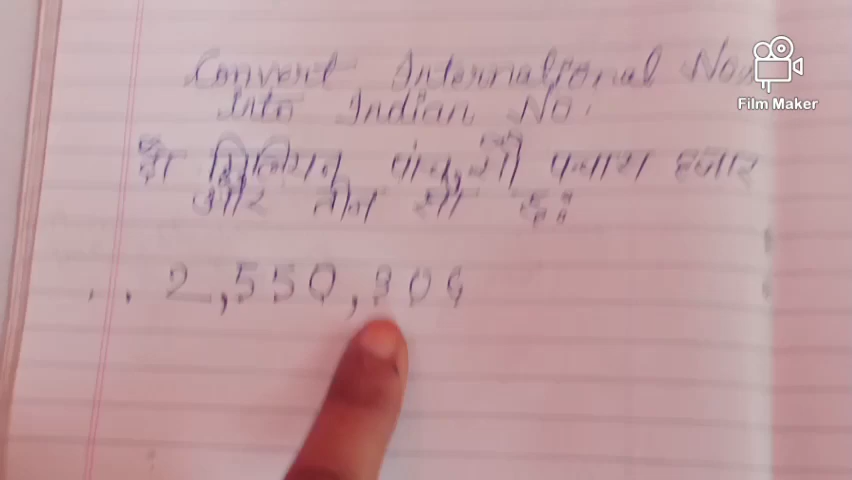 Convert International No.
Film Maker
into Indian No.
दो मिलियन पांच सौ पचास हजार
और तीन सौ छः
2,550,306